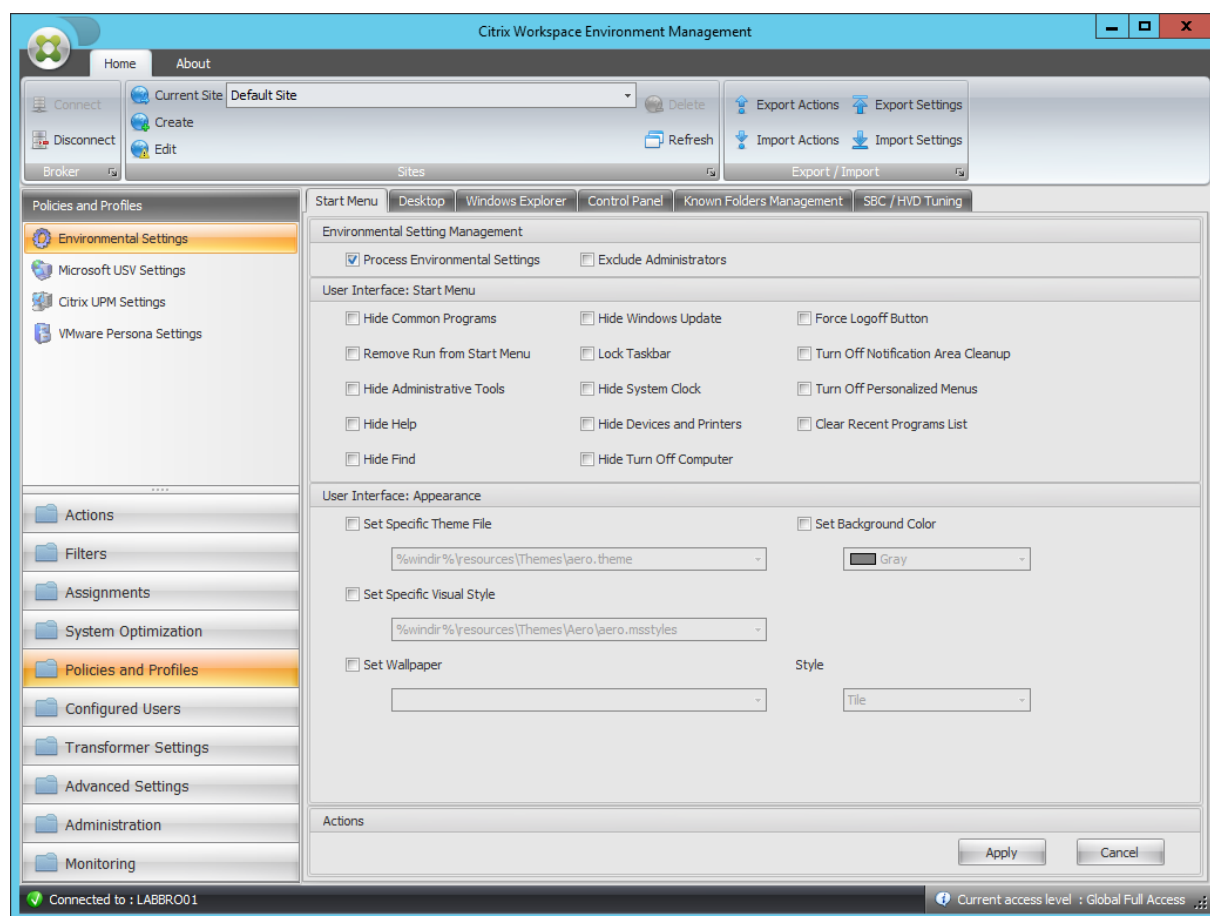 Citrix Workspace Environment Management
Home About
Connect
Disconnect
Broker
Current Site Default Site
Create
Edit
Delete
Refresh
Sites
Export Actions Export Settings
Import Actions Import Settings
Export / Import
Policies and Profiles
Environmental Settings
Microsoft USV Settings
Citrix UPM Settings
VMware Persona Settings
Actions
Filters
Assignments
System Optimization
Policies and Profiles
Configured Users
Transformer Settings
Advanced Settings
Administration
Monitoring
Start Menu Desktop Windows Explorer Control Panel Known Folders Management SBC / HVD Tuning
Environmental Setting Management
Process Environmental Settings Exclude Administrators
User Interface: Start Menu
Hide Common Programs Hide Windows Update Force Logoff Button
Remove Run from Start Menu Lock Taskbar Turn Off Notification Area Cleanup
Hide Administrative Tools Hide System Clock Turn Off Personalized Menus
Hide Help Hide Devices and Printers Clear Recent Programs List
Hide Find Hide Turn Off Computer
User Interface: Appearance
Set Specific Theme File Set Background Color
%windir%\resources\Themes\aero.theme Gray
Set Specific Visual Style
%windir%\resources\Themes\Aero\aero.msstyles
Set Wallpaper Style
Tile
Actions
Apply Cancel
Connected to : LABBRO01 Current access level : Global Full Access